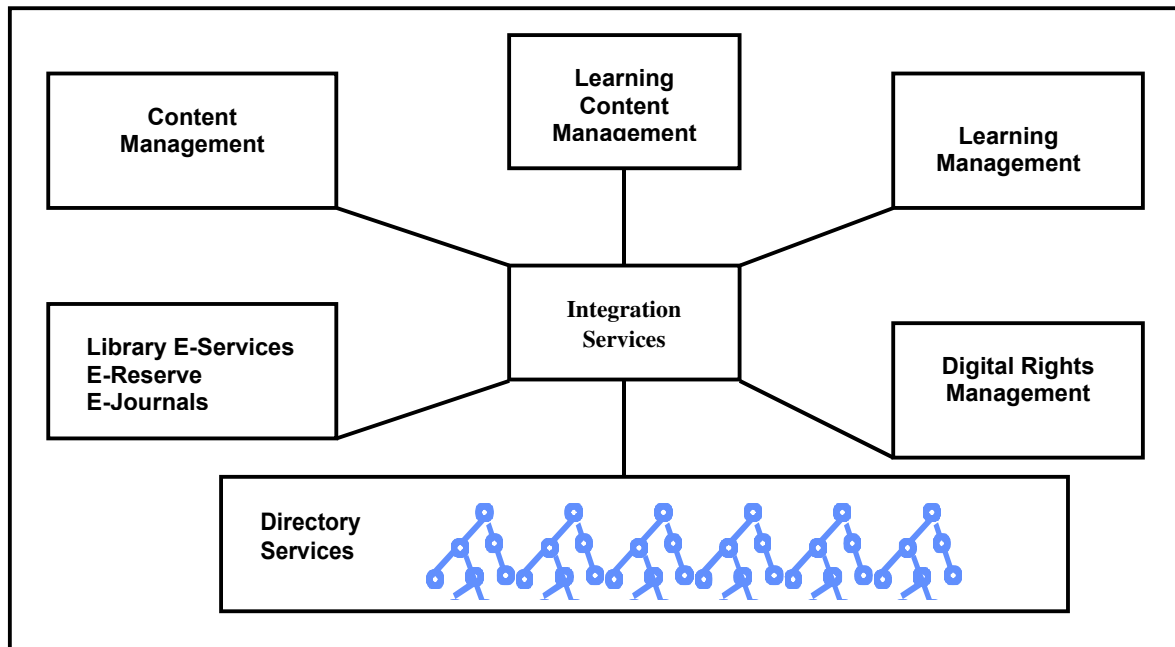 Content
Management
Learning
Content
Management
Learning
Management
Integration
Services
Library E-Services
E-Reserve
E-Journals
Digital Rights
Management
Directory
Services